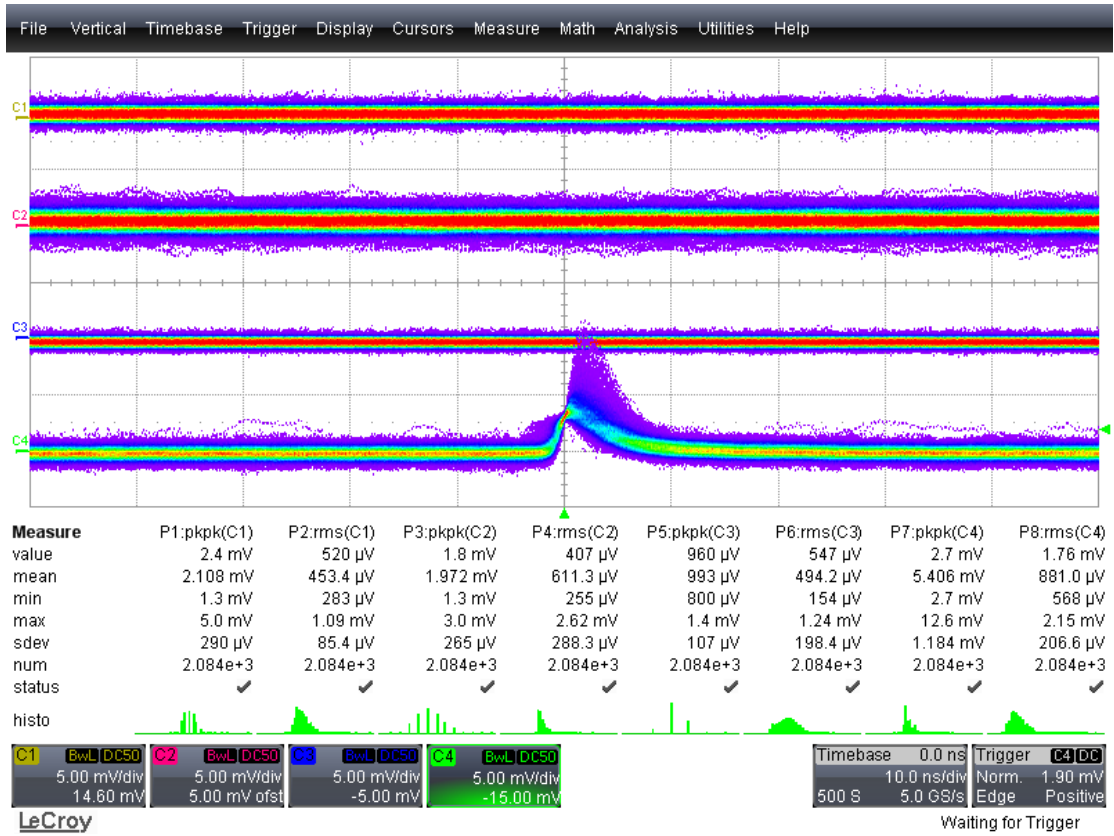 File Vertical Timebase Trigger Display Cursors Measure Math Analysis Utilities Help
C1
C2
C3
C4
Measure P1:pkpk(C1) P2:rms(C1) P3:pkpk(C2) P4:rms(C2) P5:pkpk(C3) P6:rms(C3) P7:pkpk(C4) P8:rms(C4)
value 2.4 mV 520 µV 1.8 mV 407 µV 960 µV 547 µV 2.7 mV 1.76 mV
mean 2.108 mV 453.4 µV 1.972 mV 611.3 µV 993 µV 494.2 µV 5.406 mV 881.0 µV
min 1.3 mV 283 µV 1.3 mV 255 µV 800 µV 154 µV 2.7 mV 568 µV
max 5.0 mV 1.09 mV 3.0 mV 2.62 mV 1.4 mV 1.24 mV 12.6 mV 2.15 mV
sdev 290 µV 85.4 µV 265 µV 288.3 µV 107 µV 198.4 µV 1.184 mV 206.6 µV
num 2.084e+3 2.084e+3 2.084e+3 2.084e+3 2.084e+3 2.084e+3 2.084e+3 2.084e+3
status
histo
C1 BwL DC50 C2 BwL DC50 C3 BwL DC50 C4 BwL DC50 Timebase 0.0 ns Trigger C4 DC
5.00 mV/div 5.00 mV/div 5.00 mV/div 5.00 mV/div 10.0 ns/div Norm. 1.90 mV
14.60 mV 5.00 mV ofst -5.00 mV -15.00 mV 500 S 5.0 GS/s Edge Positive
LeCroy Waiting for Trigger